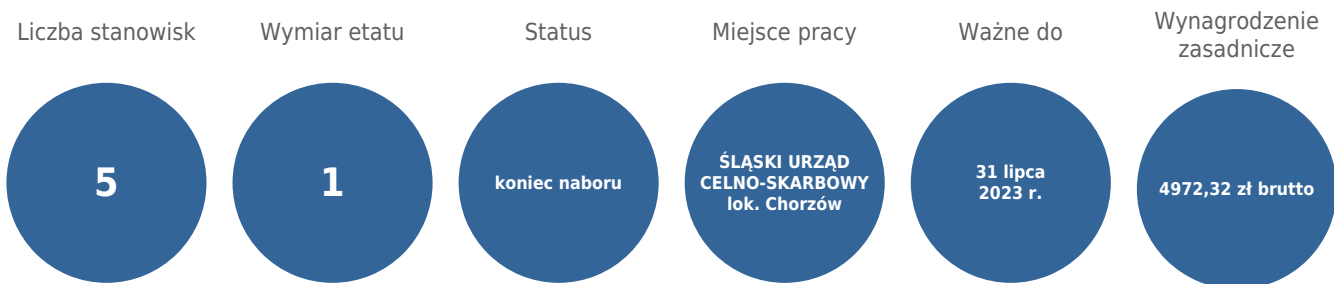 Liczba stanowisk
5
Wymiar etatu
1
Status
koniec naboru
Miejsce pracy
ŚLĄSKI URZĄD
CELNO-SKARBOWY
lok. Chorzów
Ważne do
31 lipca
2023 r.
Wynagrodzenie
zasadnicze
4972,32 zł brutto